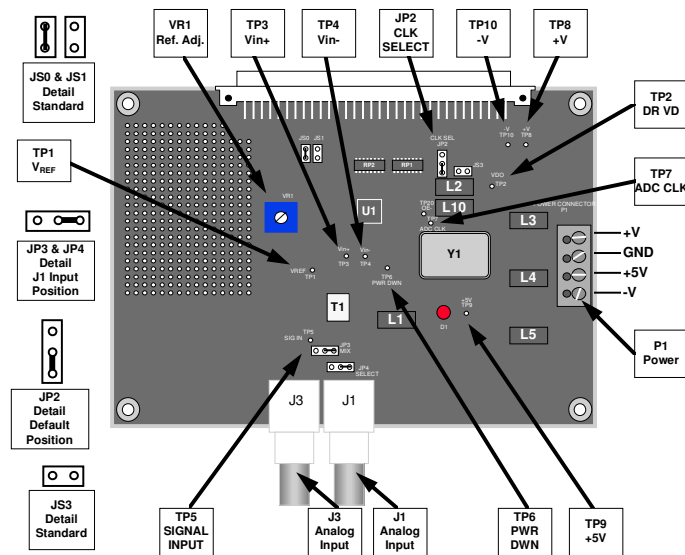 VR1
Ref. Adj.
TP3
Vin+
TP4
Vin-
JP2
CLK
SELECT
TP10
-V
TP8
+V
JS0 & JS1
Detail
Standard
TP2
DR VD
TP1
VREF
TP7
ADC CLK
JP3 & JP4
Detail
J1 Input
Position
JP2
Detail
Default
Position
JS3
Detail
Standard
CLK SEL
JP2
-V
TP10
+V
TP8
JS0
JS1
RP2
RP1
JS3
VDO
TP2
L2
L10
VR1
U1
TP20
OE-
TP7
ADC CLK
POWER CONNECTOR
P1
L3
+V
GND
+5V
-V
Vin+
TP3
Vin-
TP4
Y1
VREF
TP1
TP6
PWR DWN
L4
T1
L1
+5V
TP9
D1
L5
P1
Power
TP5
SIG IN
JP3
MIX
JP4
SELECT
J3
J1
TP5
SIGNAL
INPUT
J3
Analog
Input
J1
Analog
Input
TP6
PWR
DWN
TP9
+5V